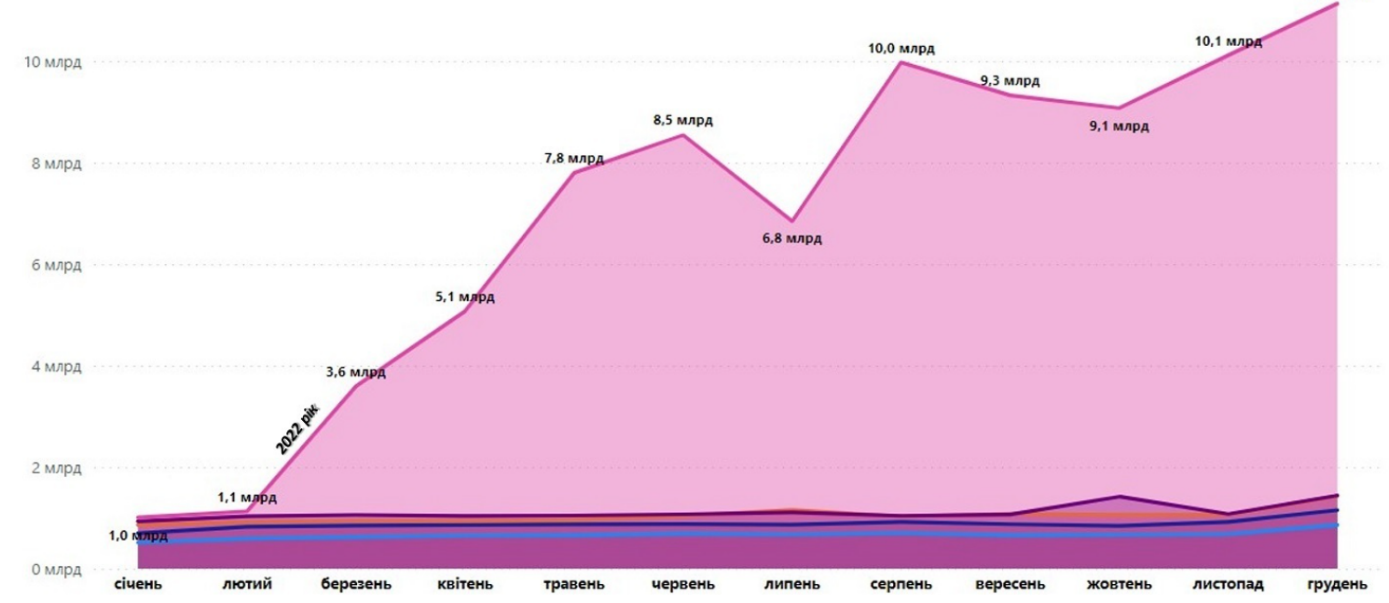 10,1 млрд
10,0 млрд
10 млрд
9,3 млрд
9,1 млрд
8,5 млрд
7,8 млрд
8 млрд
6,8 млрд
6 млрд
5,1 млрд
4 млрд
3,6 млрд
2022 рік
2 млрд
1,1 млрд
1,0 млрд
0 млрд
січень лютий березень квітень травень червень липень серпень вересень жовтень листопад грудень